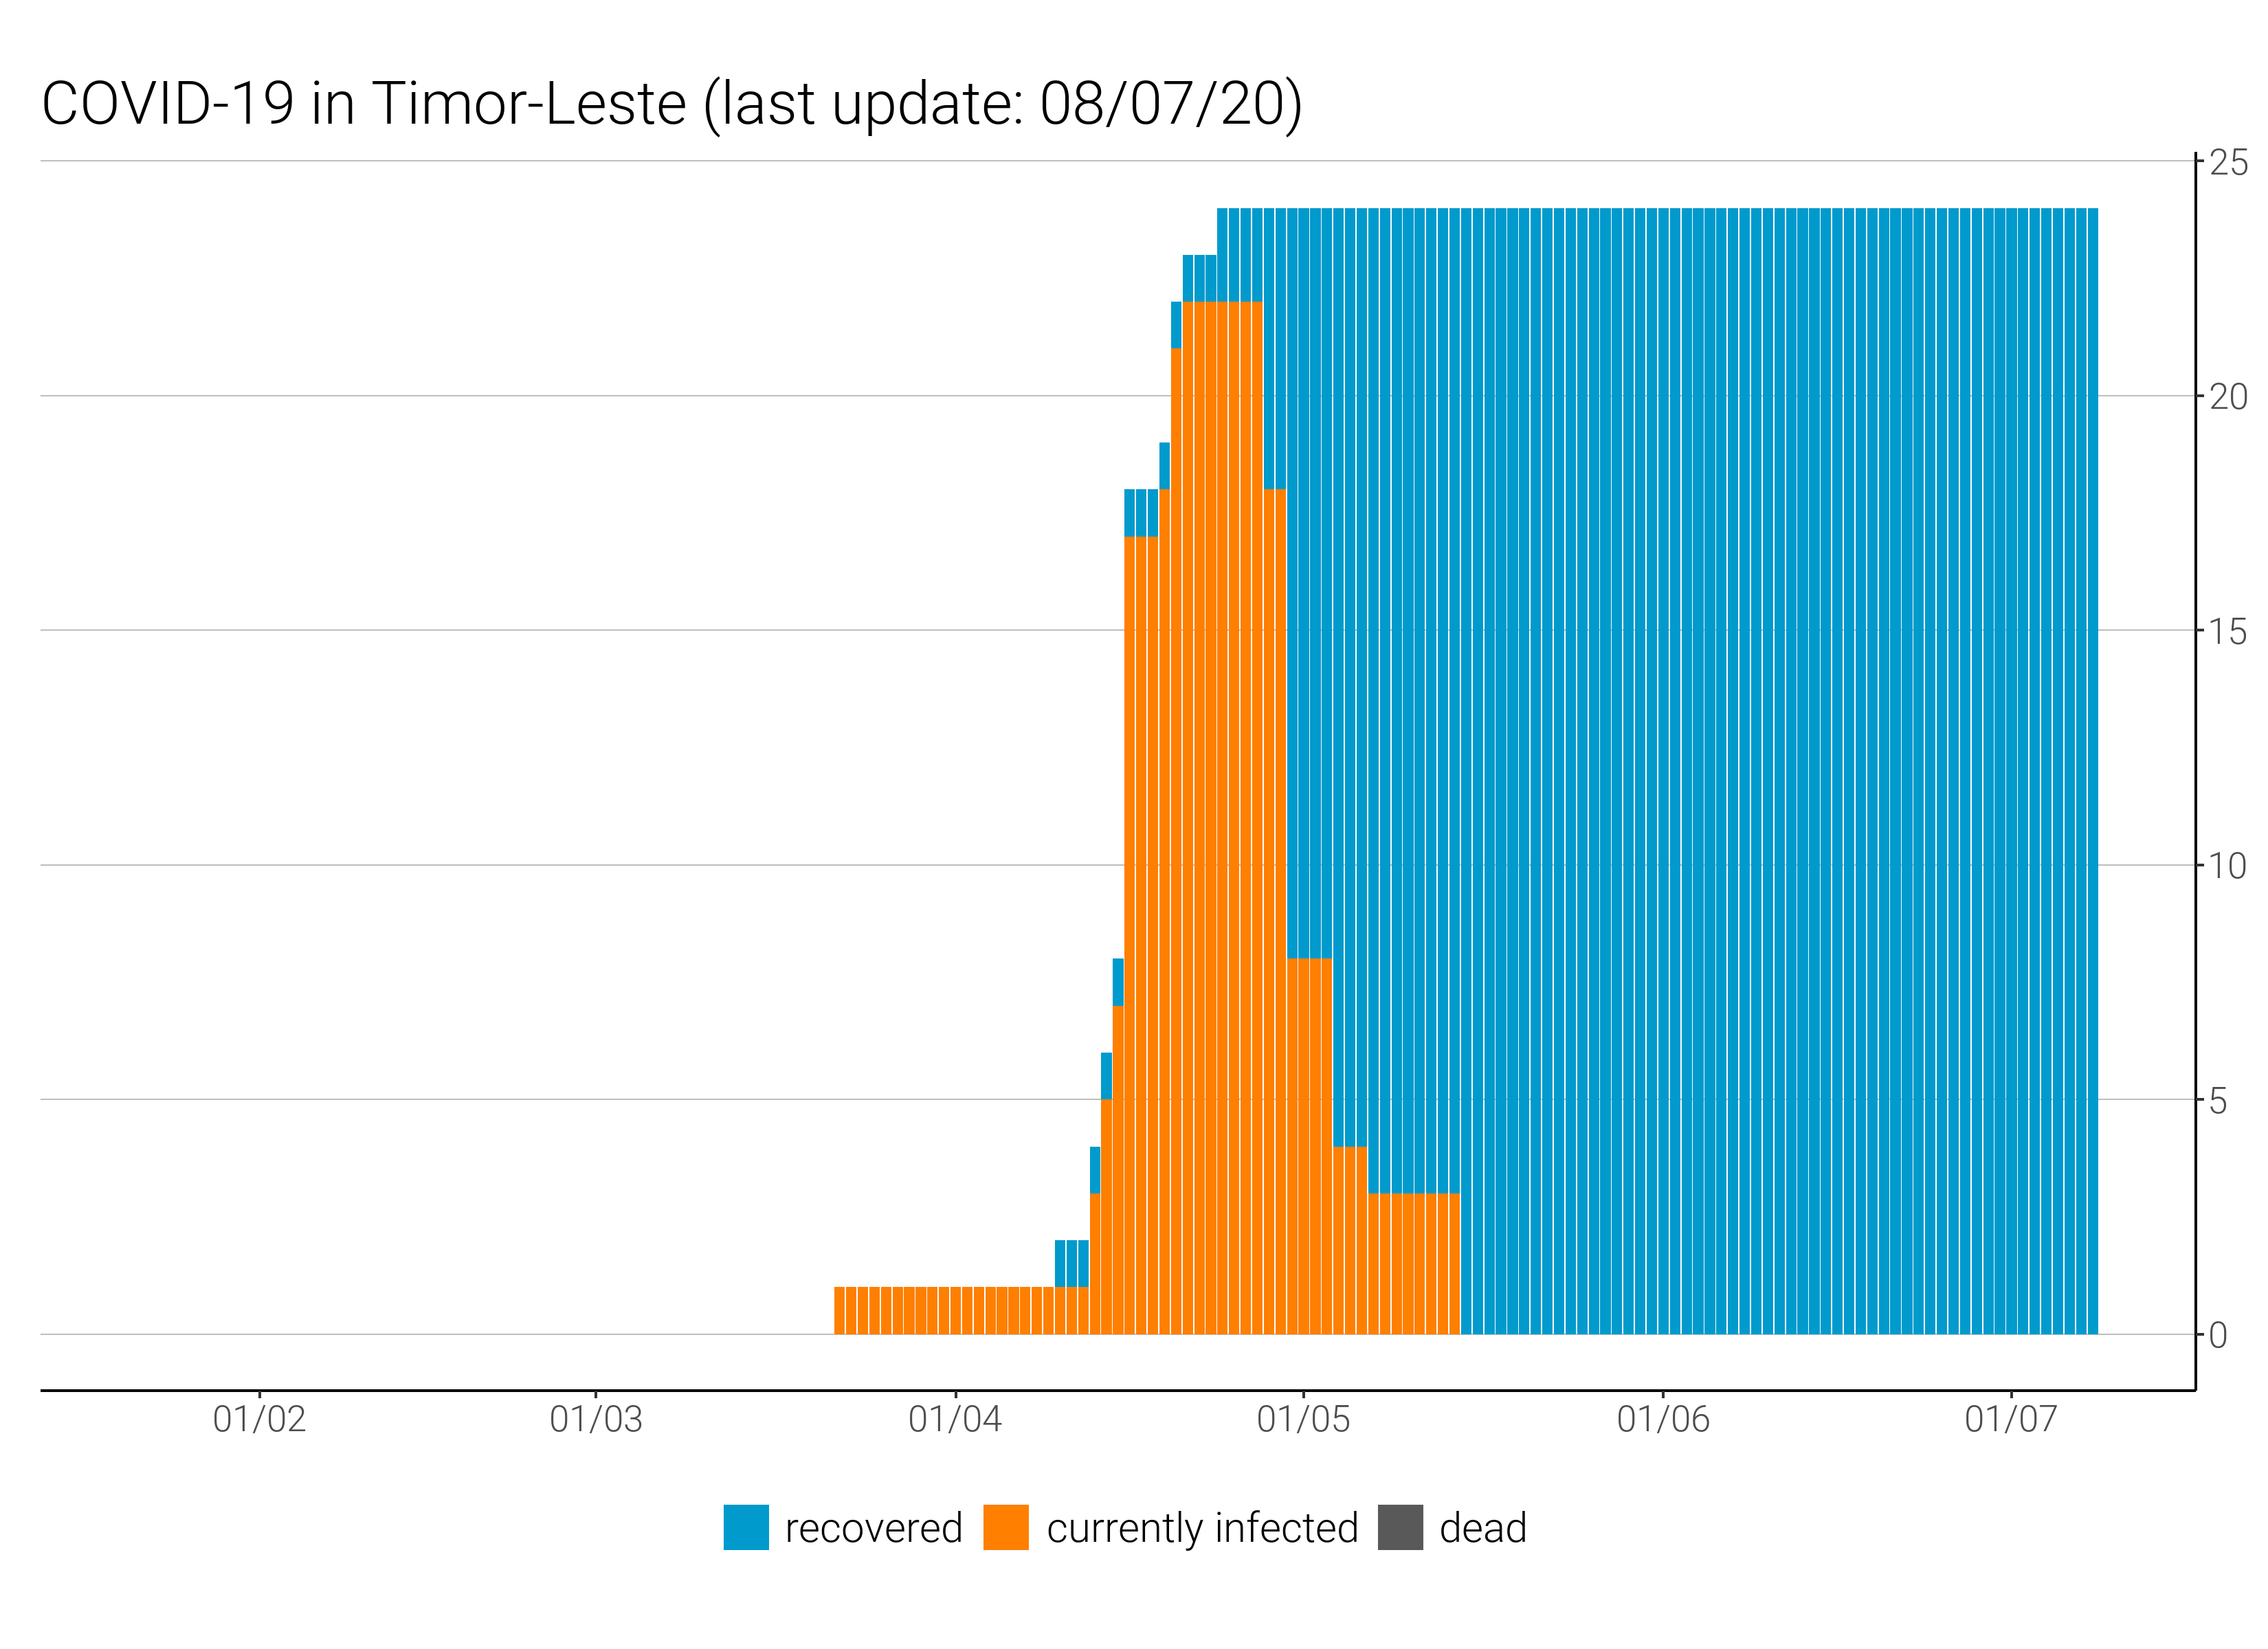 COVID-19 in Timor-Leste (last update: 08/07/20)
25
20
15
10
5
0
01/02 01/03 01/04 01/05 01/06 01/07
recovered currently infected dead